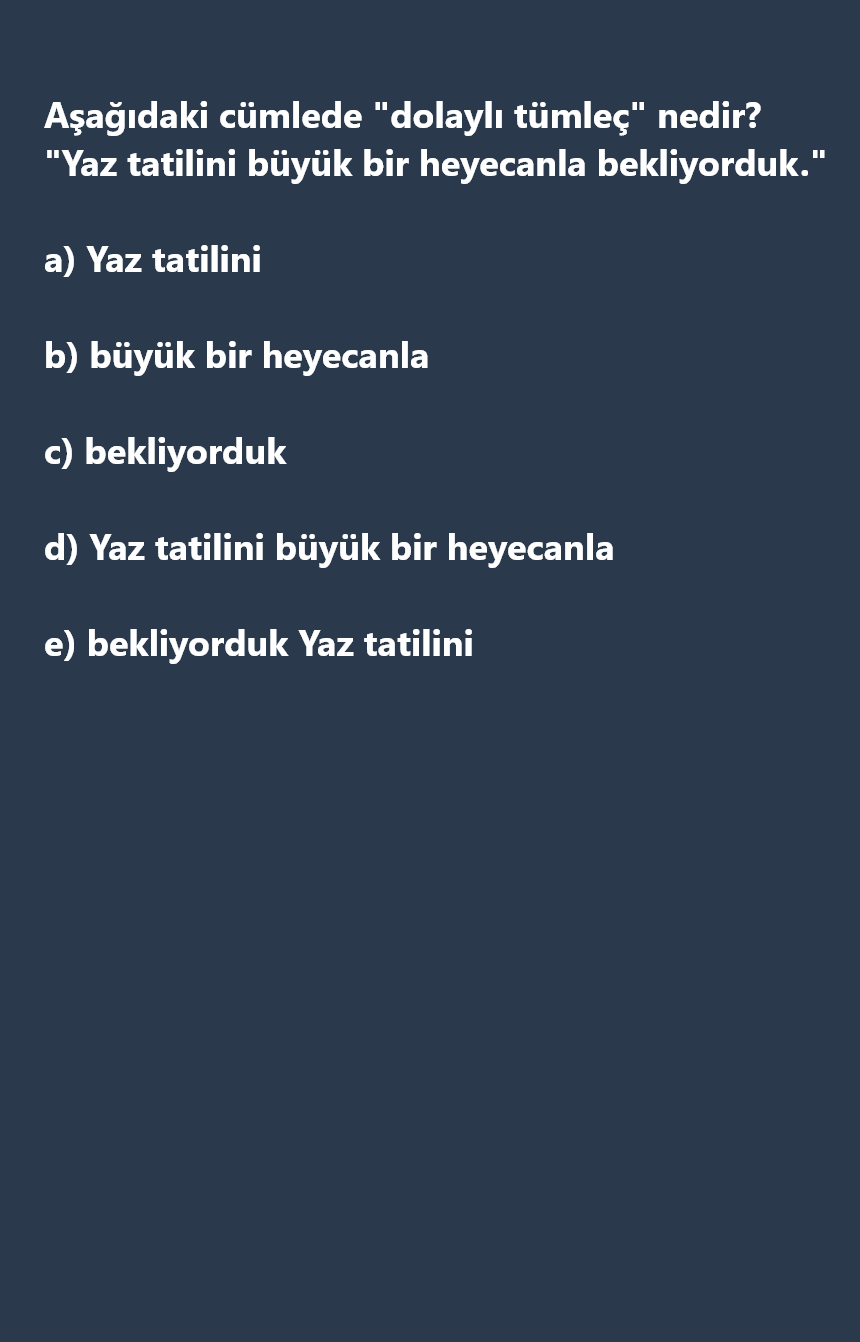 Aşağıdaki cümlede "dolaylı tümleç" nedir?
"Yaz tatilini büyük bir heyecanla bekliyorduk."
a) Yaz tatilini
b) büyük bir heyecanla
c) bekliyorduk
d) Yaz tatilini büyük bir heyecanla
e) bekliyorduk Yaz tatilini